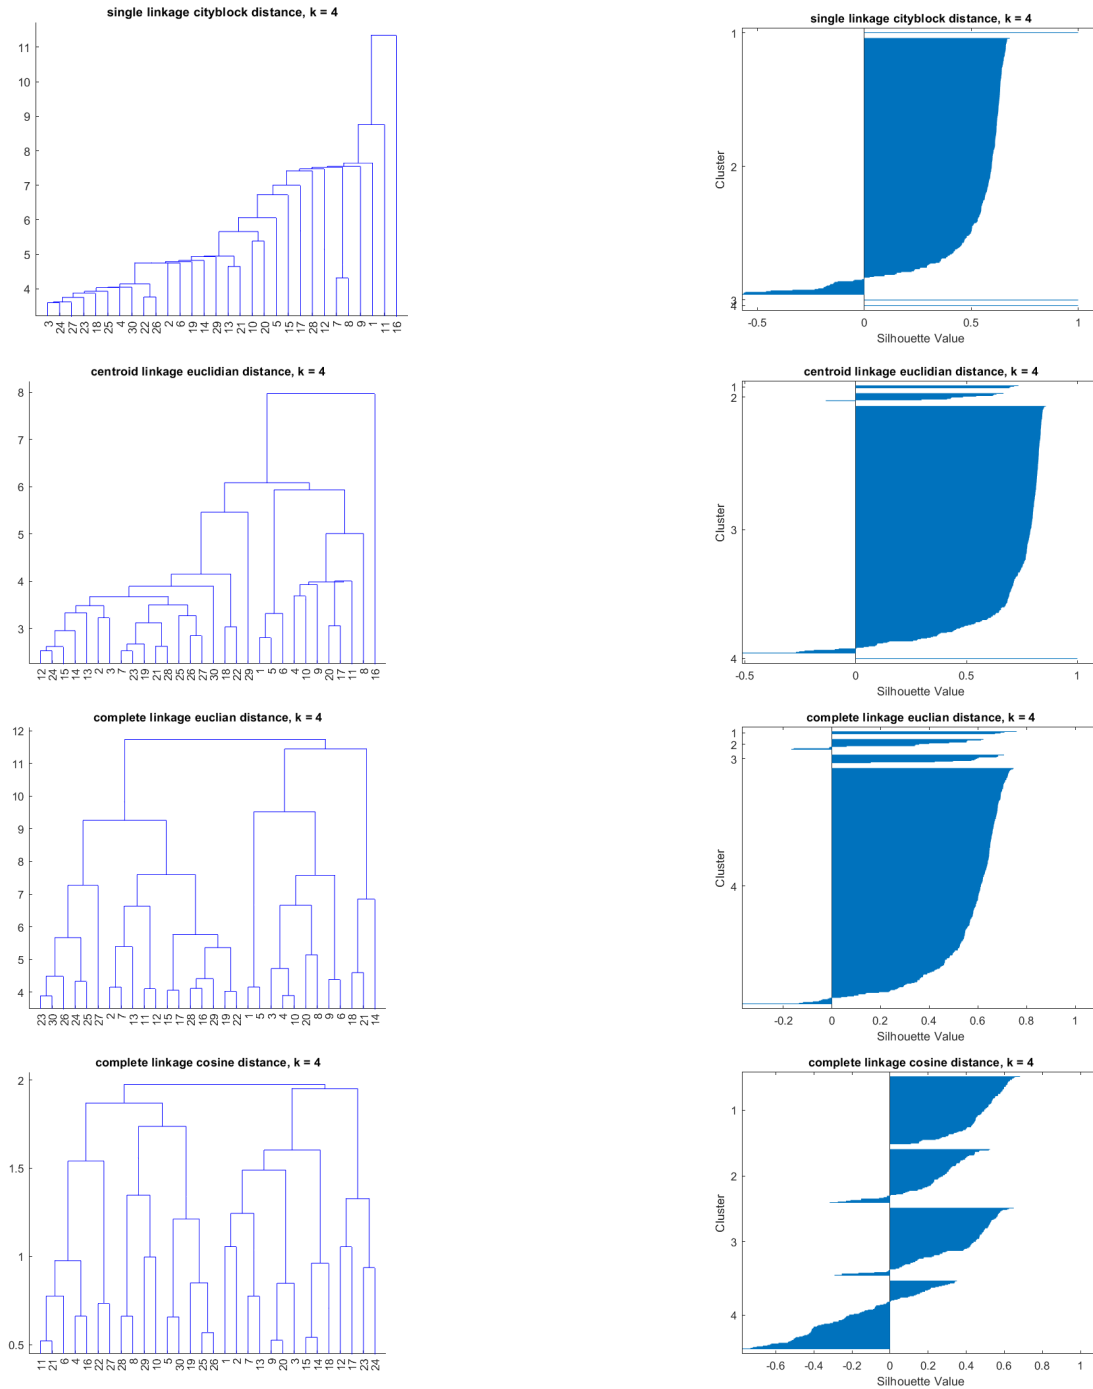 single linkage cityblock distance, k = 4
11
10
9
8
7
6
5
4
3 24 27 23 18 25 4 30 22 26 2 6 19 14 29 13 21 10 20 5 15 17 28 12 7 8 9 1 11 16
single linkage cityblock distance, k = 4
1
2
3
4
Cluster
-0.5 0 0.5 1
Silhouette Value
centroid linkage euclidian distance, k = 4
8
7
6
5
4
3
12 24 15 14 13 2 3 7 23 19 21 28 25 26 27 30 18 22 29 1 5 6 4 10 9 20 17 11 8 16
centroid linkage euclidian distance, k = 4
1
2
3
4
Cluster
-0.5 0 0.5 1
Silhouette Value
complete linkage euclian distance, k = 4
12
11
10
9
8
7
6
5
4
23 30 26 24 25 27 2 7 13 11 12 15 17 28 16 29 19 22 1 5 3 4 10 20 8 9 6 18 21 14
complete linkage euclian distance, k = 4
1
2
3
4
Cluster
-0.2 0 0.2 0.4 0.6 0.8 1
Silhouette Value
complete linkage cosine distance, k = 4
2
1.5
1
0.5
11 21 6 4 16 22 27 28 8 29 10 5 30 19 25 26 1 2 7 13 9 20 3 15 14 18 12 17 23 24
complete linkage cosine distance, k = 4
1
2
3
4
Cluster
-0.6 -0.4 -0.2 0 0.2 0.4 0.6 0.8 1
Silhouette Value